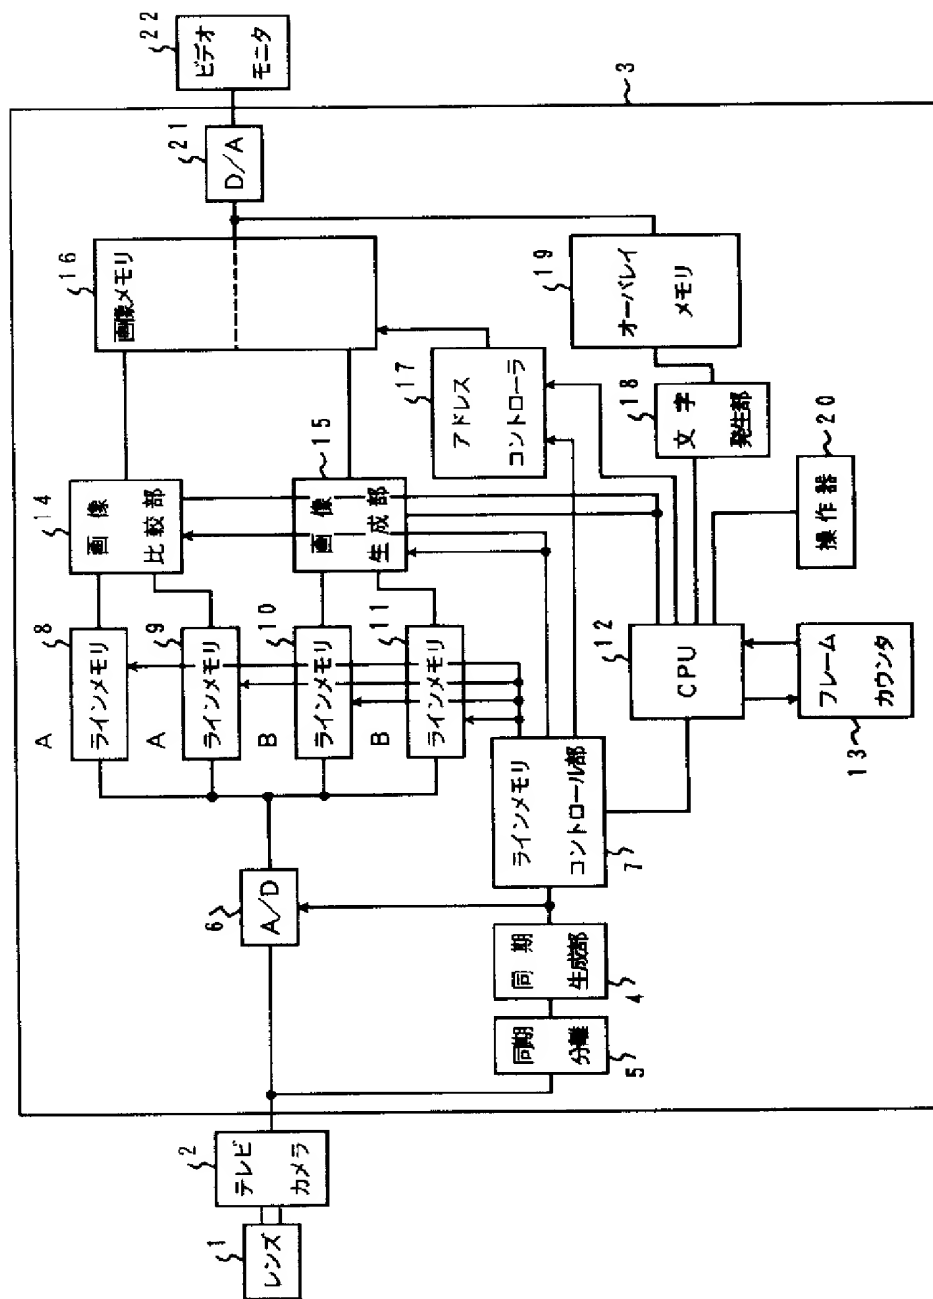 1
レンズ
2
テレビ
カメラ
3
5
同期
分離
4
同期
生成部
6
A/D
7
ラインメモリ
コントロール部
A
8
ラインメモリ
A
9
ラインメモリ
B
10
ラインメモリ
B
11
ラインメモリ
12
CPU
13
フレーム
カウンタ
14
画像
比較部
15
画像
生成部
16
画像メモリ
17
アドレス
コントローラ
18
文字
発生部
19
オーバレイ
メモリ
20
操作器
21
D/A
22
ビデオ
モニタ